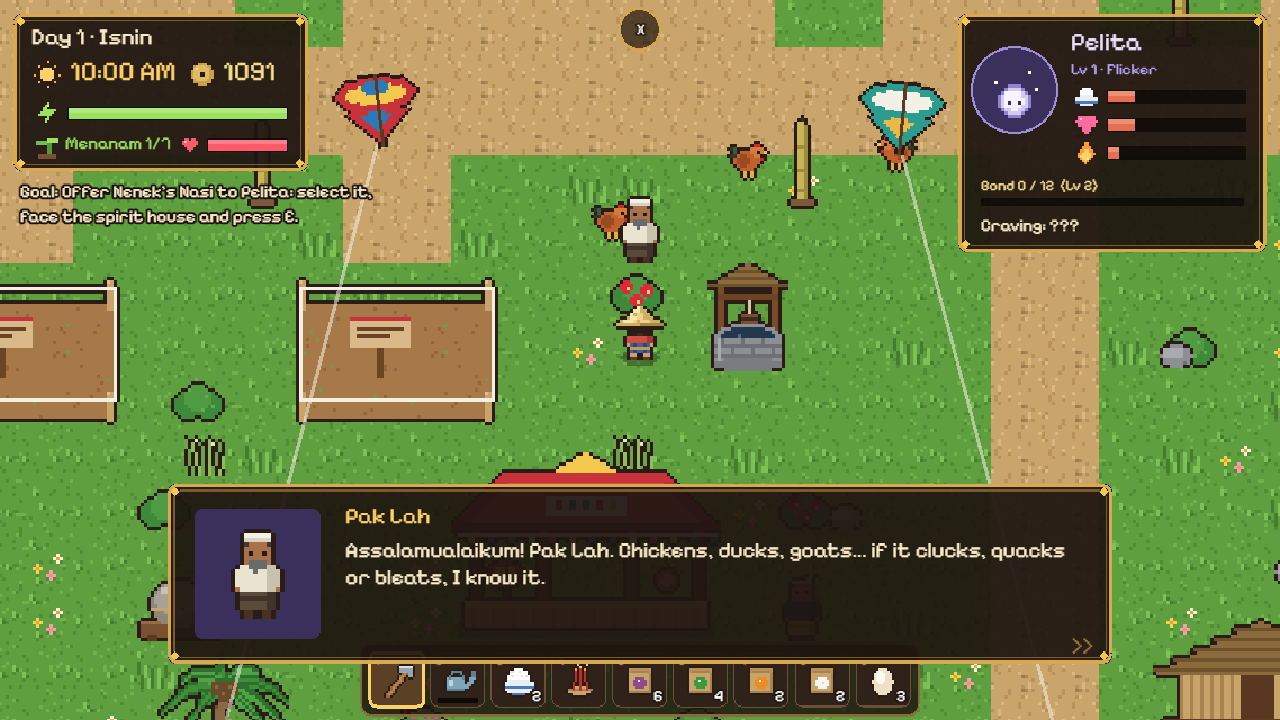 Day 1 · Isnin
10:00 AM 1091
Menanam 1/7
Goal: Offer Nenek's Nasi to Pelita: select it,
face the spirit house and press E.
X
Pelita
Lv 1 · Flicker
Bond 0 / 12 (Lv 2)
Craving: ???
Pak Lah
Assalamualaikum! Pak Lah. Chickens, ducks, goats... if it clucks, quacks
or bleats, I know it.
>>
2 6 4 2 2 3